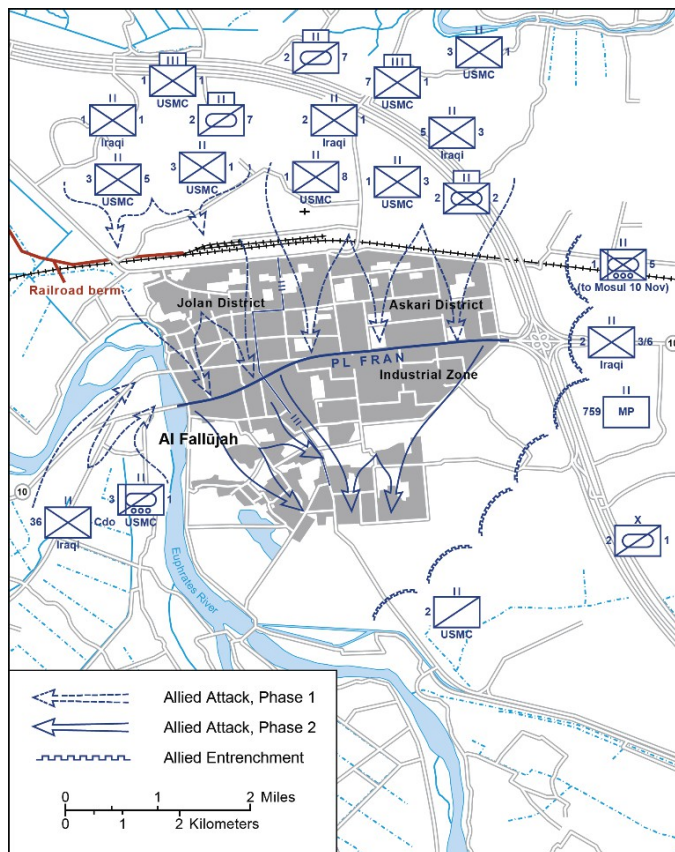 II
2 7
II
3 1
USMC
III
1 1
USMC
III
7 1
USMC
II
1 1
Iraqi
II
2 7
II
2 1
Iraqi
II
5 3
Iraqi
II
3 5
USMC
II
3 1
USMC
II
1 8
USMC
II
1 3
USMC
II
2 2
II
1 5
(to Mosul 10 Nov)
Railroad berm
Jolan District
Askari District
III
PL FRAN
Industrial Zone
II
2 3/6
Iraqi
10
II
759 MP
Al Fallūjah
III
10
II
3 1
USMC
II
36 Cdo
Iraqi
X
2 1
Euphrates River
II
2
USMC
Allied Attack, Phase 1
Allied Attack, Phase 2
Allied Entrenchment
0 1 2 Miles
0 1 2 Kilometers